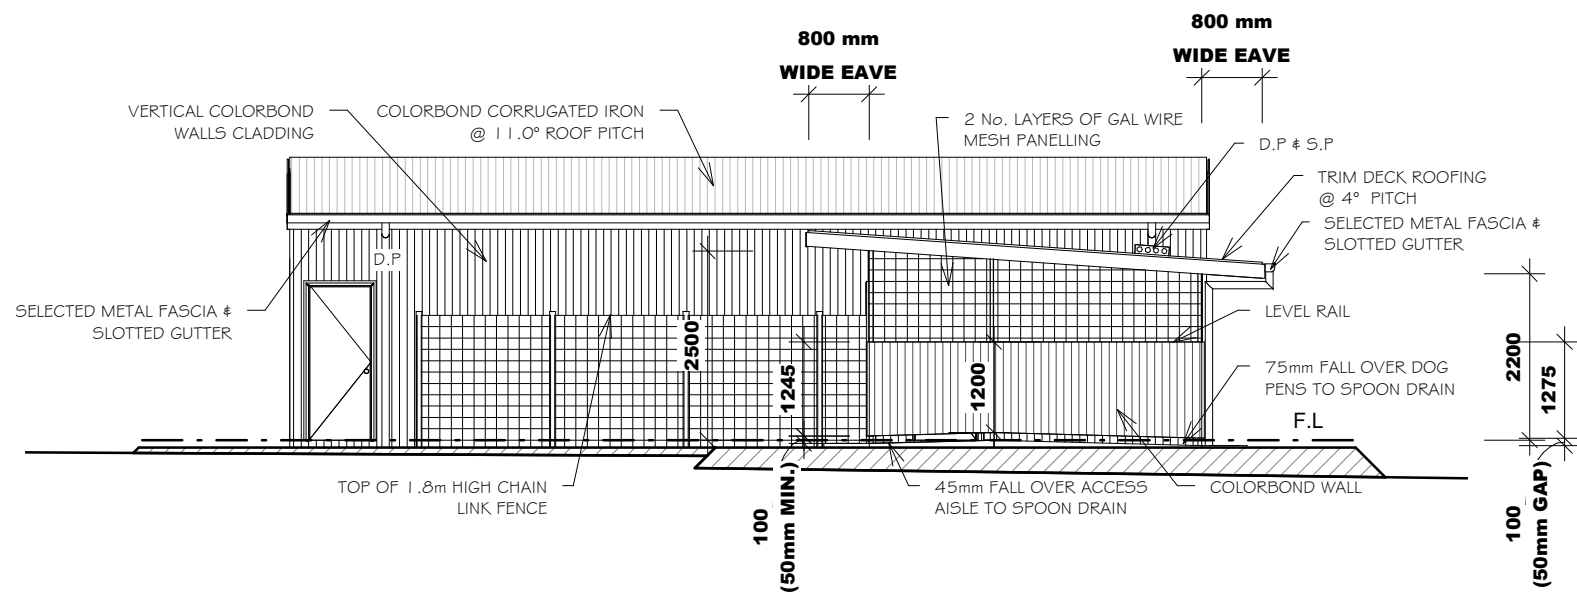 800 mm
WIDE EAVE
800 mm
WIDE EAVE
VERTICAL COLORBOND
WALLS CLADDING
COLORBOND CORRUGATED IRON
@ 11.0° ROOF PITCH
2 No. LAYERS OF GAL WIRE
MESH PANELLING
D.P & S.P
TRIM DECK ROOFING
@ 4° PITCH
SELECTED METAL FASCIA &
SLOTTED GUTTER
D.P
SELECTED METAL FASCIA &
SLOTTED GUTTER
LEVEL RAIL
2500
1245
1200
2200
1275
75mm FALL OVER DOG
PENS TO SPOON DRAIN
F.L
TOP OF 1.8m HIGH CHAIN
LINK FENCE
100
(50mm MIN.)
45mm FALL OVER ACCESS
AISLE TO SPOON DRAIN
COLORBOND WALL
100
(50mm GAP)